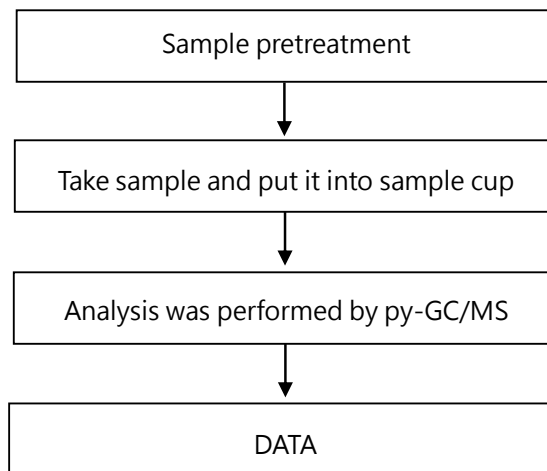 Sample pretreatment
Take sample and put it into sample cup
Analysis was performed by py-GC/MS
DATA